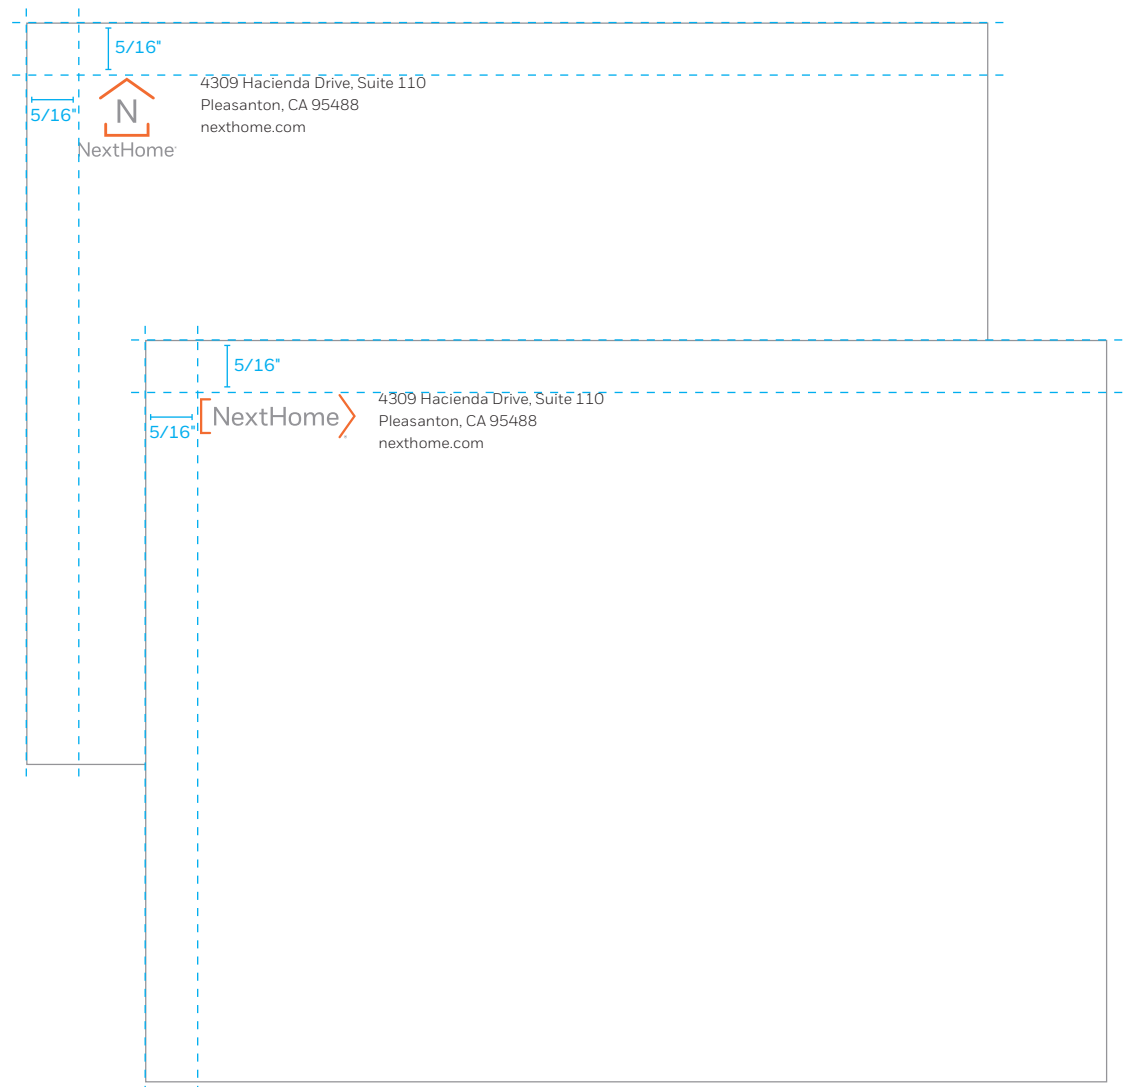 5/16"
4309 Hacienda Drive, Suite 110
5/16"
N
Pleasanton, CA 95488
nexthome.com
NextHome
5/16"
4309 Hacienda Drive, Suite 110
5/16"
NextHome
Pleasanton, CA 95488
nexthome.com